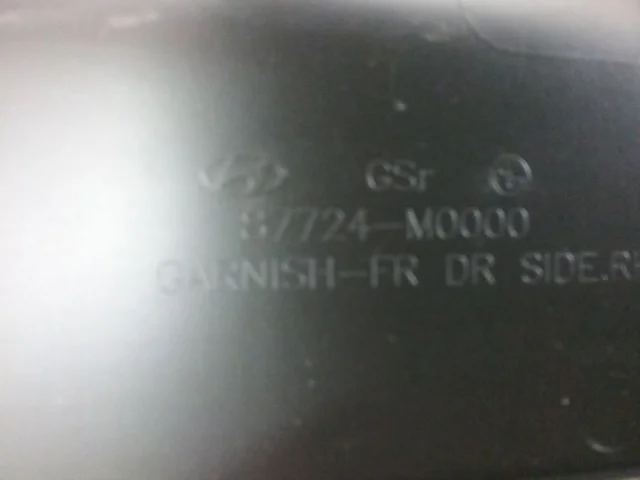 GSr
87724-M0000
GARNISH-FR DR SIDE.R